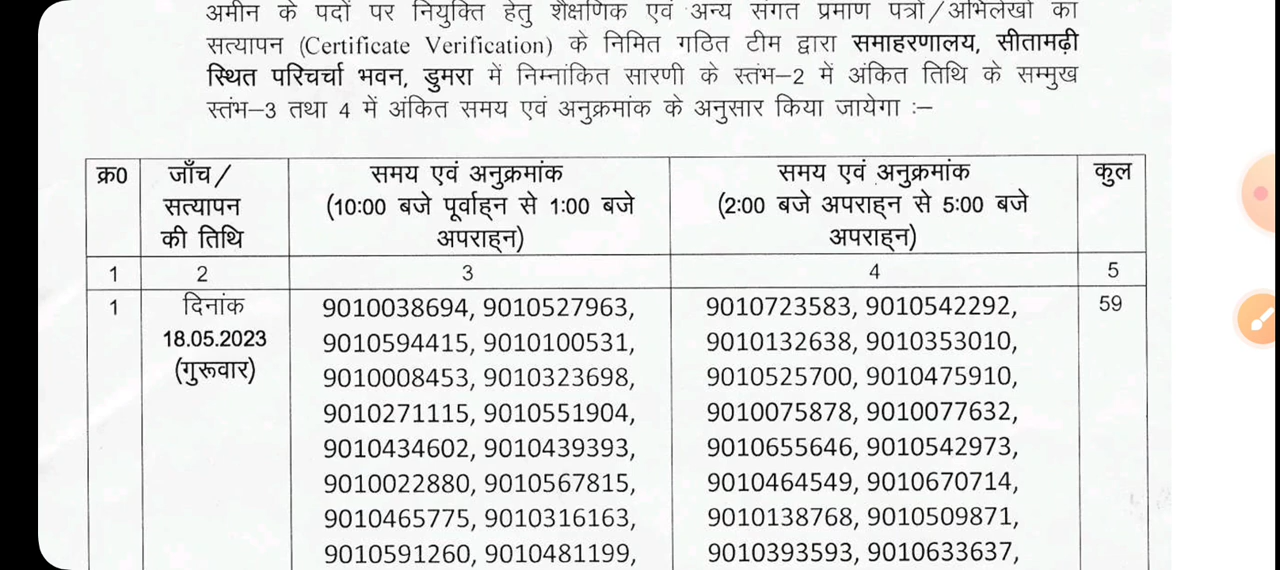 अमीन के पदों पर नियुक्ति हेतु शैक्षणिक एवं अन्य संगत प्रमाण पत्रों/अभिलेखों का
सत्यापन (Certificate Verification) के निमित गठित टीम द्वारा समाहरणालय, सीतामढ़ी
स्थित परिचर्चा भवन, डुमरा में निम्नांकित सारणी के स्तंभ–2 में अंकित तिथि के सम्मुख
स्तंभ–3 तथा 4 में अंकित समय एवं अनुक्रमांक के अनुसार किया जायेगा :–
क्र0 जाँच/ समय एवं अनुक्रमांक समय एवं अनुक्रमांक कुल
सत्यापन (10:00 बजे पूर्वाह्न से 1:00 बजे (2:00 बजे अपराह्न से 5:00 बजे
की तिथि अपराह्न) अपराह्न)
1 2 3 4 5
1 दिनांक 9010038694, 9010527963, 9010723583, 9010542292, 59
18.05.2023 9010594415, 9010100531, 9010132638, 9010353010,
(गुरूवार) 9010008453, 9010323698, 9010525700, 9010475910,
9010271115, 9010551904, 9010075878, 9010077632,
9010434602, 9010439393, 9010655646, 9010542973,
9010022880, 9010567815, 9010464549, 9010670714,
9010465775, 9010316163, 9010138768, 9010509871,
9010591260, 9010481199, 9010393593, 9010633637,